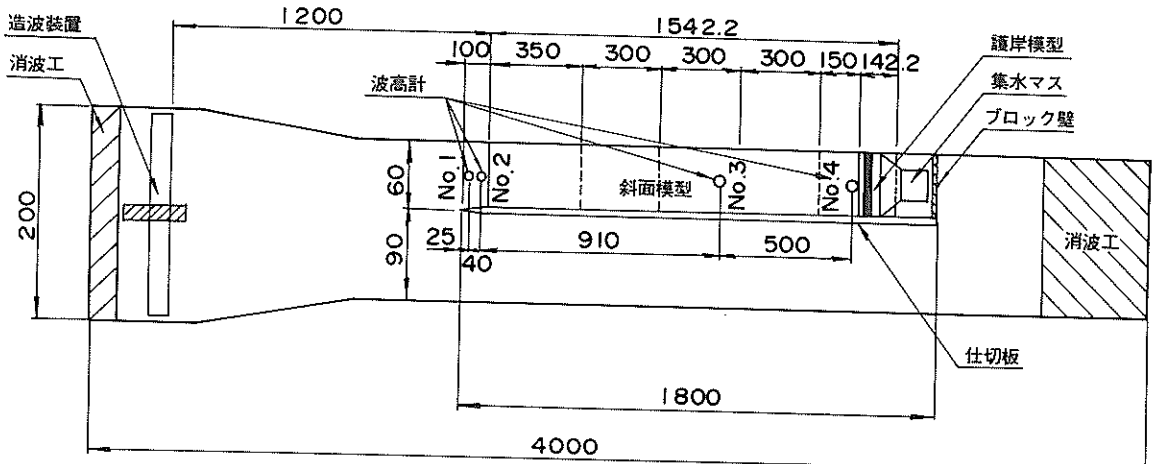 造波装置
消波工
1200
1542.2
100
350
300
300
300
150
142.2
護岸模型
集水マス
ブロック壁
波高計
200
60
90
No.1
No.2
No.3
No.4
斜面模型
25
40
910
500
消波工
仕切板
1800
4000